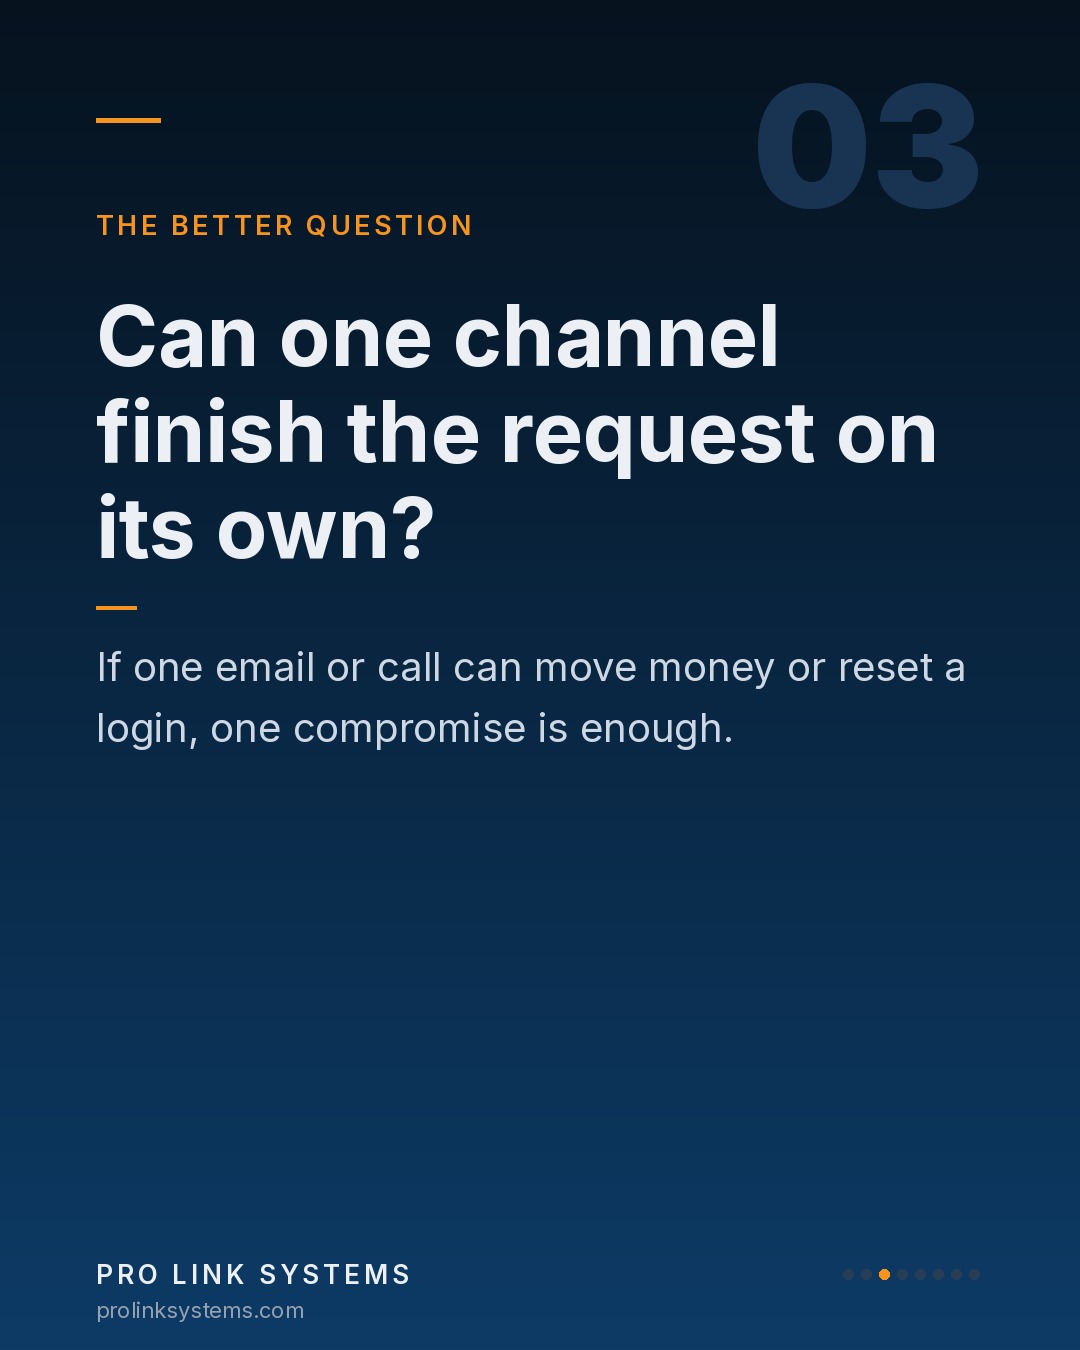 03
THE BETTER QUESTION
Can one channel
finish the request on
its own?
If one email or call can move money or reset a
login, one compromise is enough.
PRO LINK SYSTEMS
prolinksystems.com